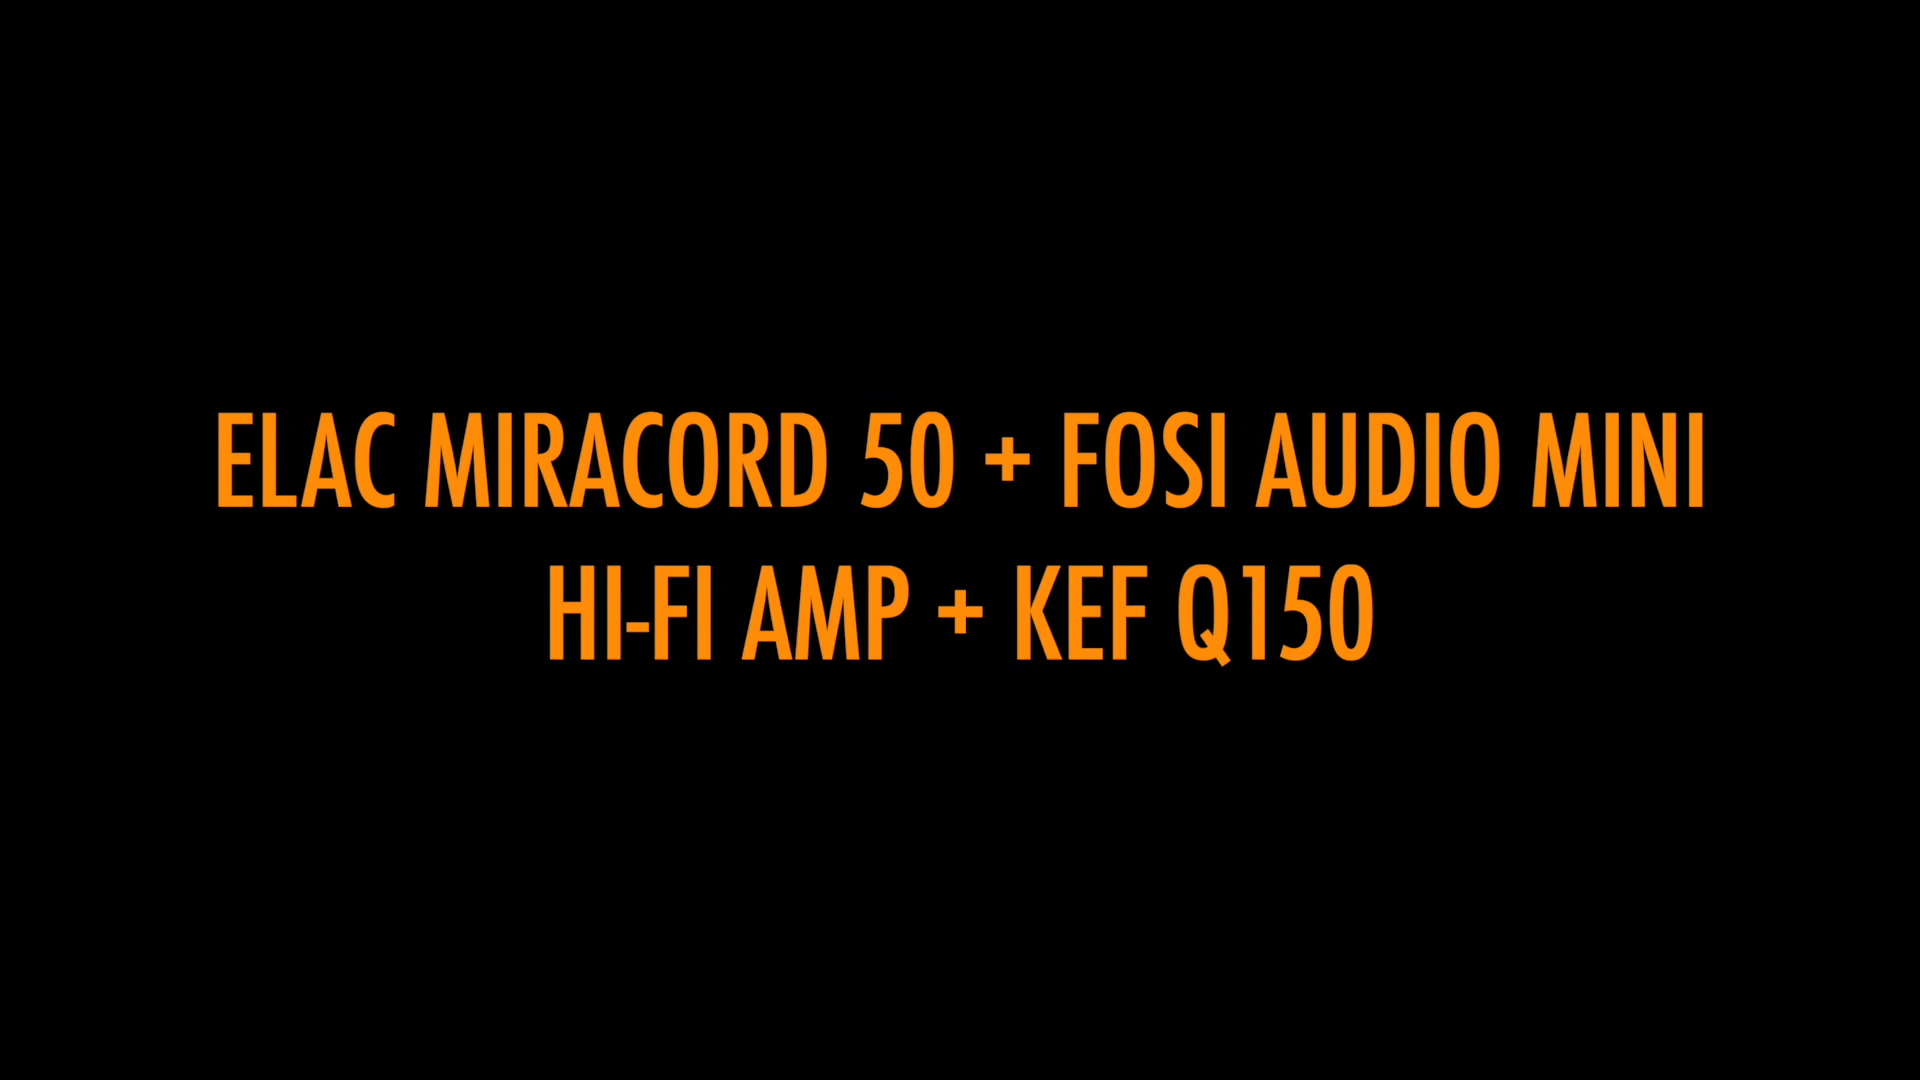 ELAC MIRACORD 50 + FOSI AUDIO MINI
HI-FI AMP + KEF Q150